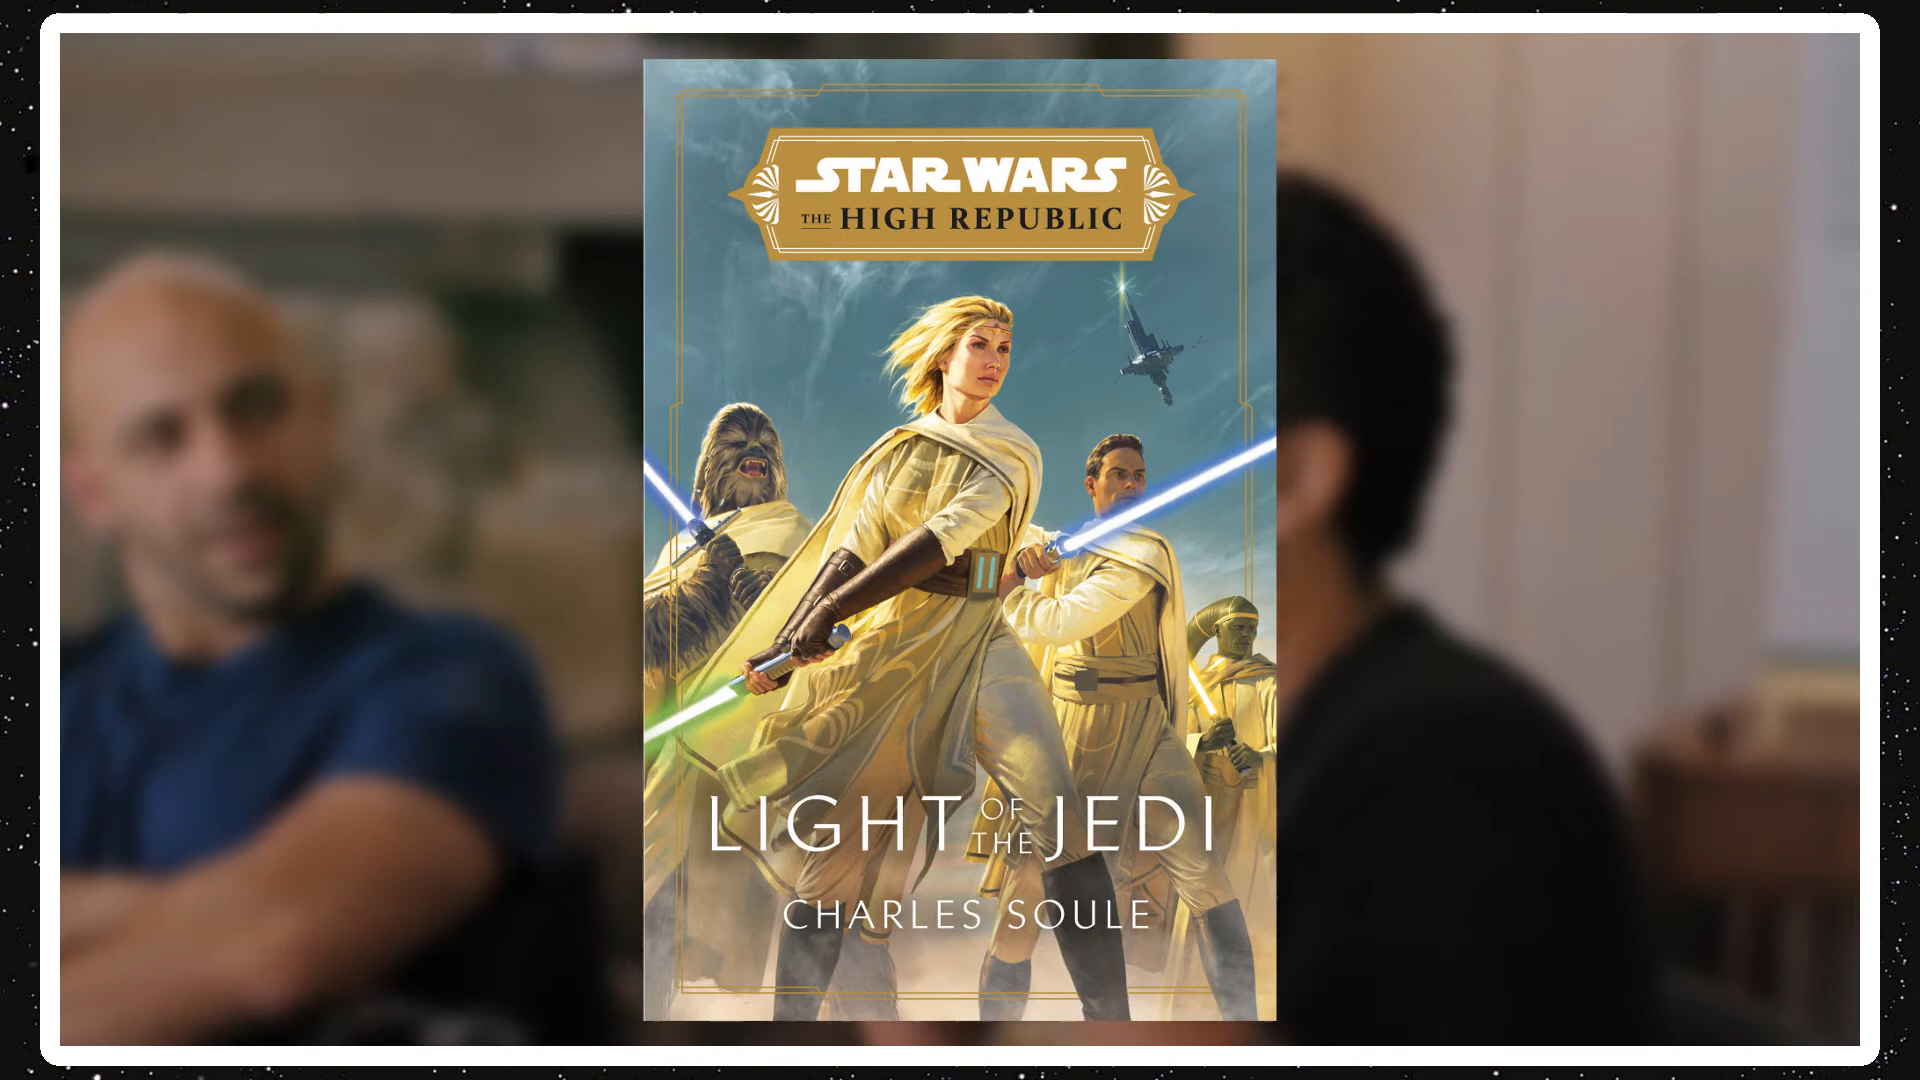 STAR WARS
THE HIGH REPUBLIC
LIGHT OF THE JEDI
CHARLES SOULE